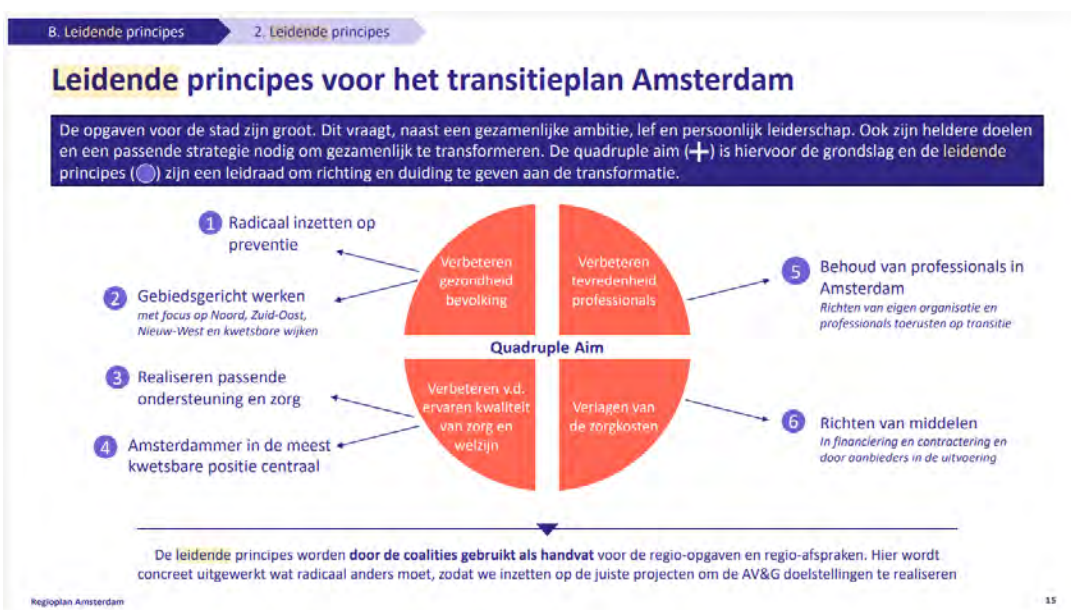 B. Leidende principes
2. Leidende principes
Leidende principes voor het transitieplan Amsterdam
De opgaven voor de stad zijn groot. Dit vraagt, naast een gezamenlijke ambitie, lef en persoonlijk leiderschap. Ook zijn heldere doelen
en een passende strategie nodig om gezamenlijk te transformeren. De quadruple aim (+) is hiervoor de grondslag en de leidende
principes () zijn een leidraad om richting en duiding te geven aan de transformatie.
1 Radicaal inzetten op
preventie
2 Gebiedsgericht werken
met focus op Noord, Zuid-Oost,
Nieuw-West en kwetsbare wijken
3 Realiseren passende
ondersteuning en zorg
4 Amsterdammer in de meest
kwetsbare positie centraal
Verbeteren
gezondheid
bevolking
Verbeteren
tevredenheid
professionals
Quadruple Aim
Verbeteren v.d.
ervaren kwaliteit
van zorg en
welzijn
Verlagen van
de zorgkosten
5 Behoud van professionals in
Amsterdam
Richten van eigen organisatie en
professionals toerusten op transitie
6 Richten van middelen
In financiering en contractering en
door aanbieders in de uitvoering
De leidende principes worden door de coalities gebruikt als handvat voor de regio-opgaven en regio-afspraken. Hier wordt
concreet uitgewerkt wat radicaal anders moet, zodat we inzetten op de juiste projecten om de AV&G doelstellingen te realiseren
Regioplan Amsterdam
15